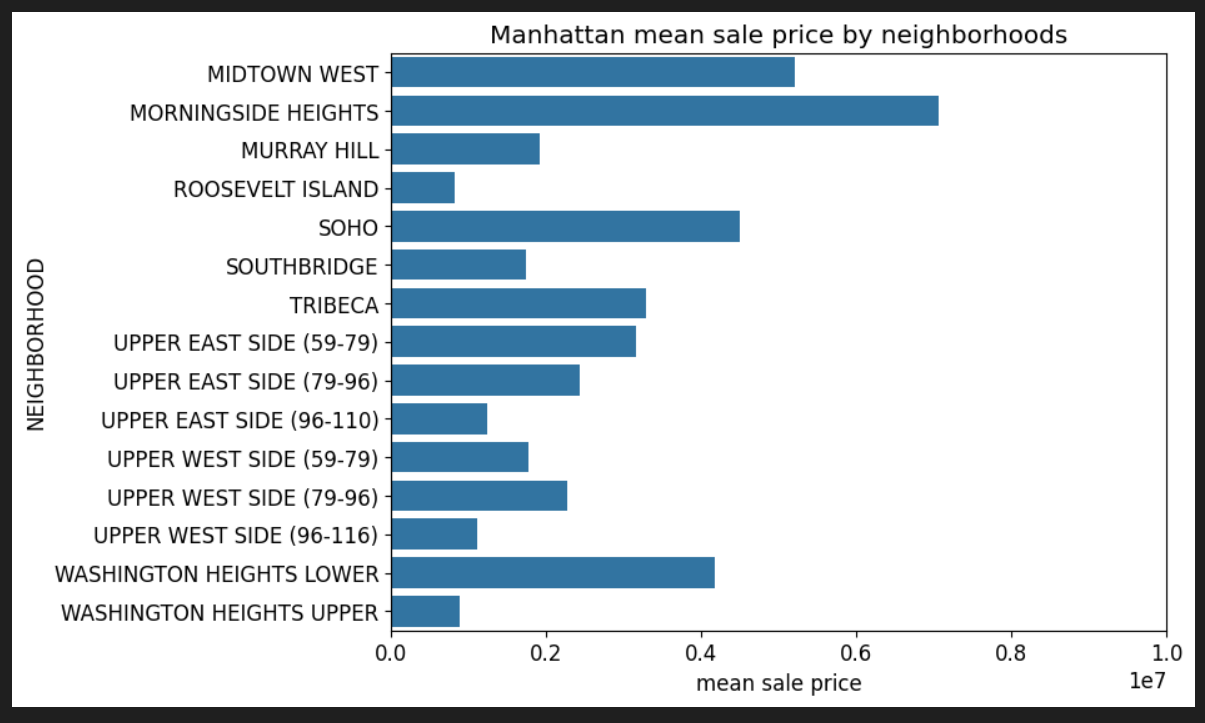 Manhattan mean sale price by neighborhoods
NEIGHBORHOOD
MIDTOWN WEST
MORNINGSIDE HEIGHTS
MURRAY HILL
ROOSEVELT ISLAND
SOHO
SOUTHBRIDGE
TRIBECA
UPPER EAST SIDE (59-79)
UPPER EAST SIDE (79-96)
UPPER EAST SIDE (96-110)
UPPER WEST SIDE (59-79)
UPPER WEST SIDE (79-96)
UPPER WEST SIDE (96-116)
WASHINGTON HEIGHTS LOWER
WASHINGTON HEIGHTS UPPER
0.0 0.2 0.4 0.6 0.8 1.0
mean sale price
1e7